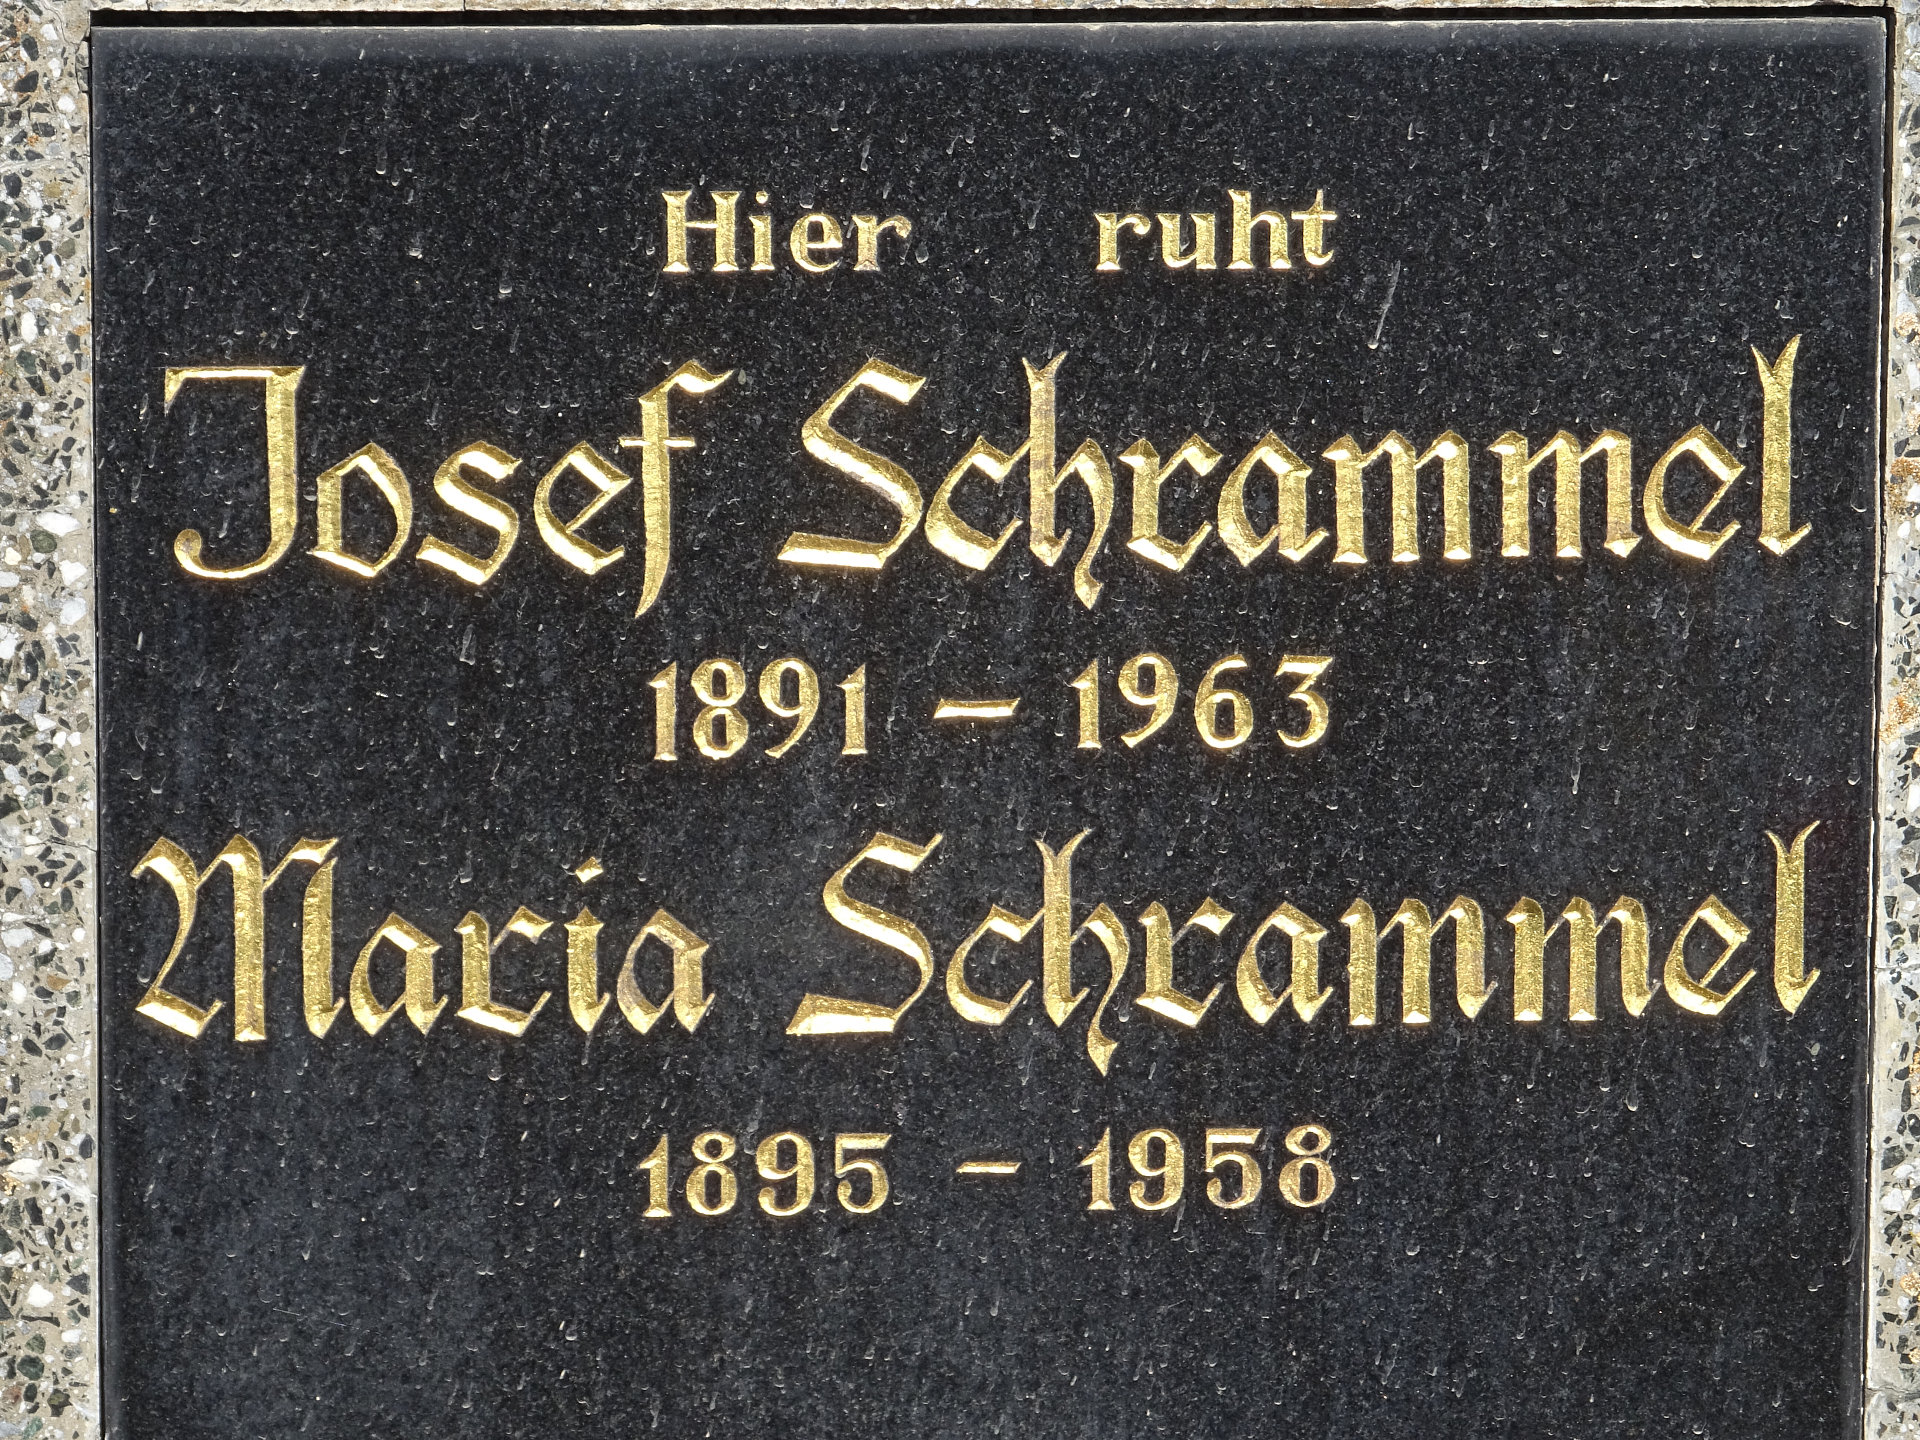 Hier ruht
Josef Schrammel
1891 – 1963
Maria Schrammel
1895 – 1958